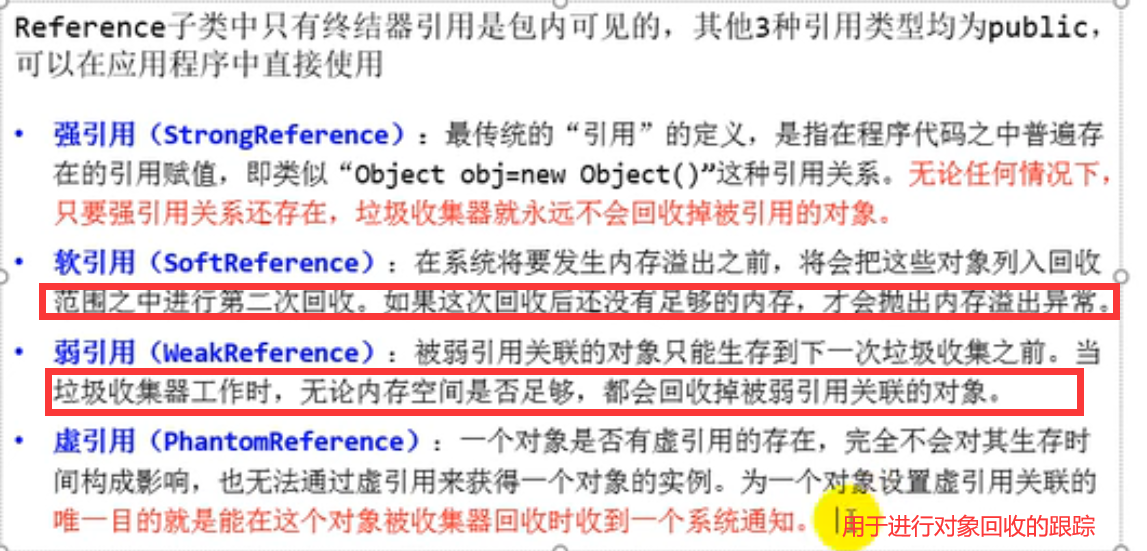 Reference子类中只有终结器引用是包内可见的，其他3种引用类型均为public，
可以在应用程序中直接使用
• 强引用（StrongReference）：最传统的“引用”的定义，是指在程序代码之中普遍存
在的引用赋值，即类似“Object obj=new Object()”这种引用关系。无论任何情况下，
只要强引用关系还存在，垃圾收集器就永远不会回收掉被引用的对象。
• 软引用（SoftReference）：在系统将要发生内存溢出之前，将会把这些对象列入回收
范围之中进行第二次回收。如果这次回收后还没有足够的内存，才会抛出内存溢出异常。
• 弱引用（WeakReference）：被弱引用关联的对象只能生存到下一次垃圾收集之前。当
垃圾收集器工作时，无论内存空间是否足够，都会回收掉被弱引用关联的对象。
• 虚引用（PhantomReference）：一个对象是否有虚引用的存在，完全不会对其生存时
间构成影响，也无法通过虚引用来获得一个对象的实例。为一个对象设置虚引用关联的
唯一目的就是能在这个对象被收集器回收时收到一个系统通知。 用于进行对象回收的跟踪